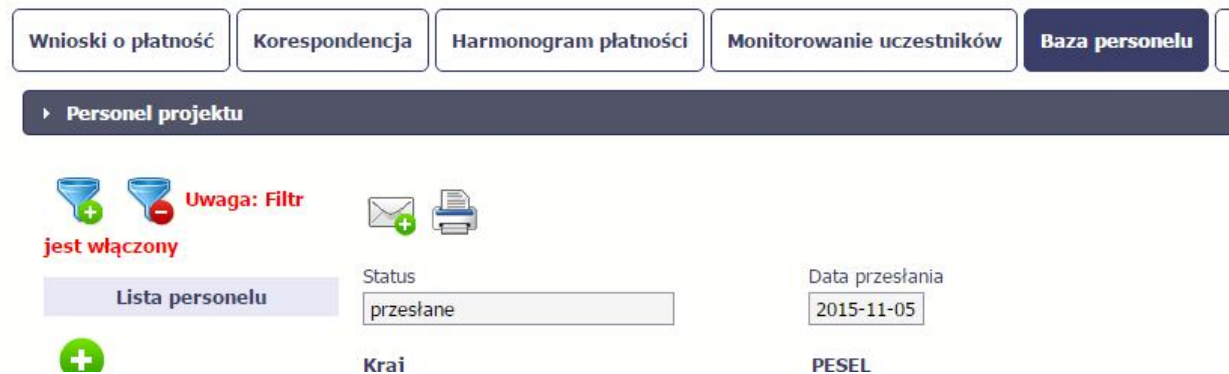 Wnioski o płatność Korespondencja Harmonogram płatności Monitorowanie uczestników Baza personelu
Personel projektu
Uwaga: Filtr
jest włączony
Lista personelu
Status Data przesłania
przesłane 2015-11-05
Kraj PESEL